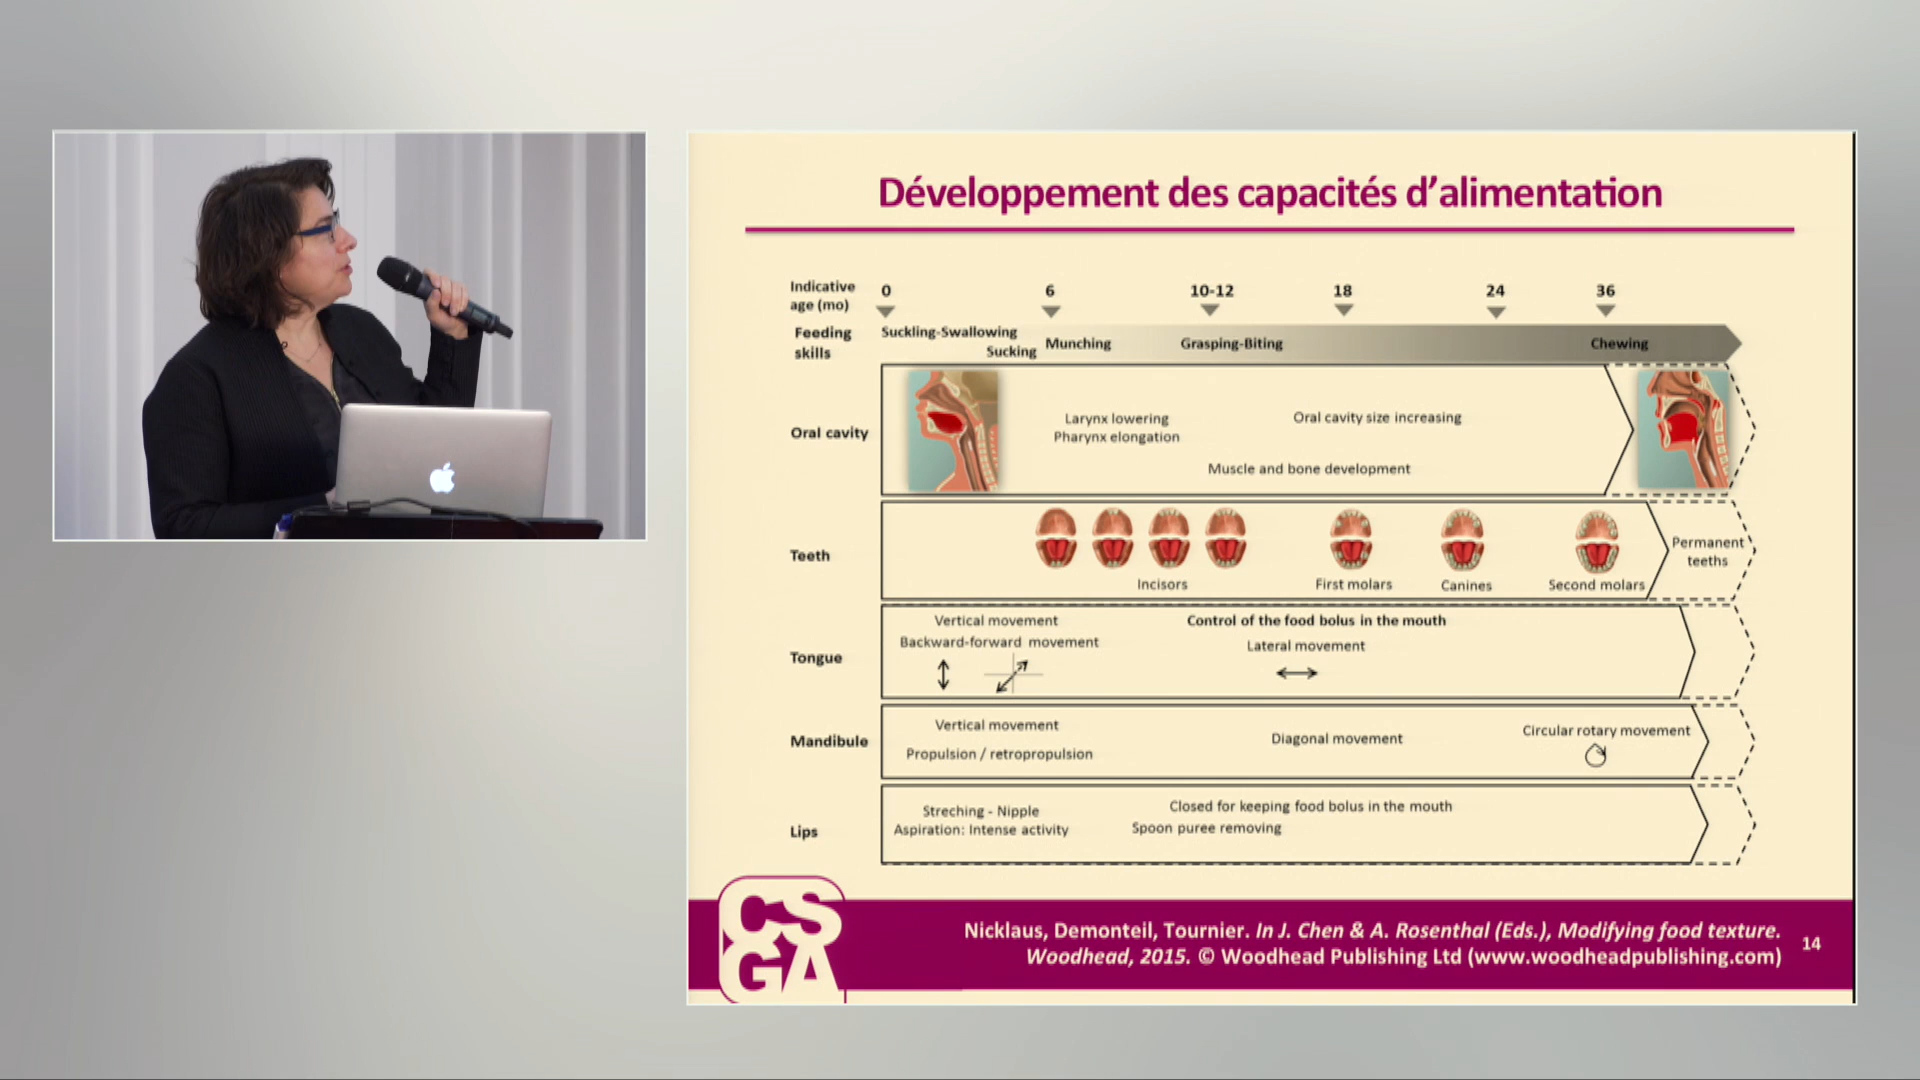 Développement des capacités d'alimentation
Indicative age (mo)
0 6 10-12 18 24 36
Feeding skills
Suckling-Swallowing
Sucking
Munching
Grasping-Biting
Chewing
Oral cavity
Larynx lowering
Pharynx elongation
Oral cavity size increasing
Muscle and bone development
Teeth
Incisors
First molars
Canines
Second molars
Permanent
teeths
Tongue
Vertical movement
Backward-forward movement
Control of the food bolus in the mouth
Lateral movement
Mandibule
Vertical movement
Propulsion / retropropulsion
Diagonal movement
Circular rotary movement
Lips
Streching - Nipple
Aspiration: Intense activity
Closed for keeping food bolus in the mouth
Spoon puree removing
CS
GA
Nicklaus, Demonteil, Tournier. In J. Chen & A. Rosenthal (Eds.), Modifying food texture.
Woodhead, 2015. © Woodhead Publishing Ltd (www.woodheadpublishing.com)
14